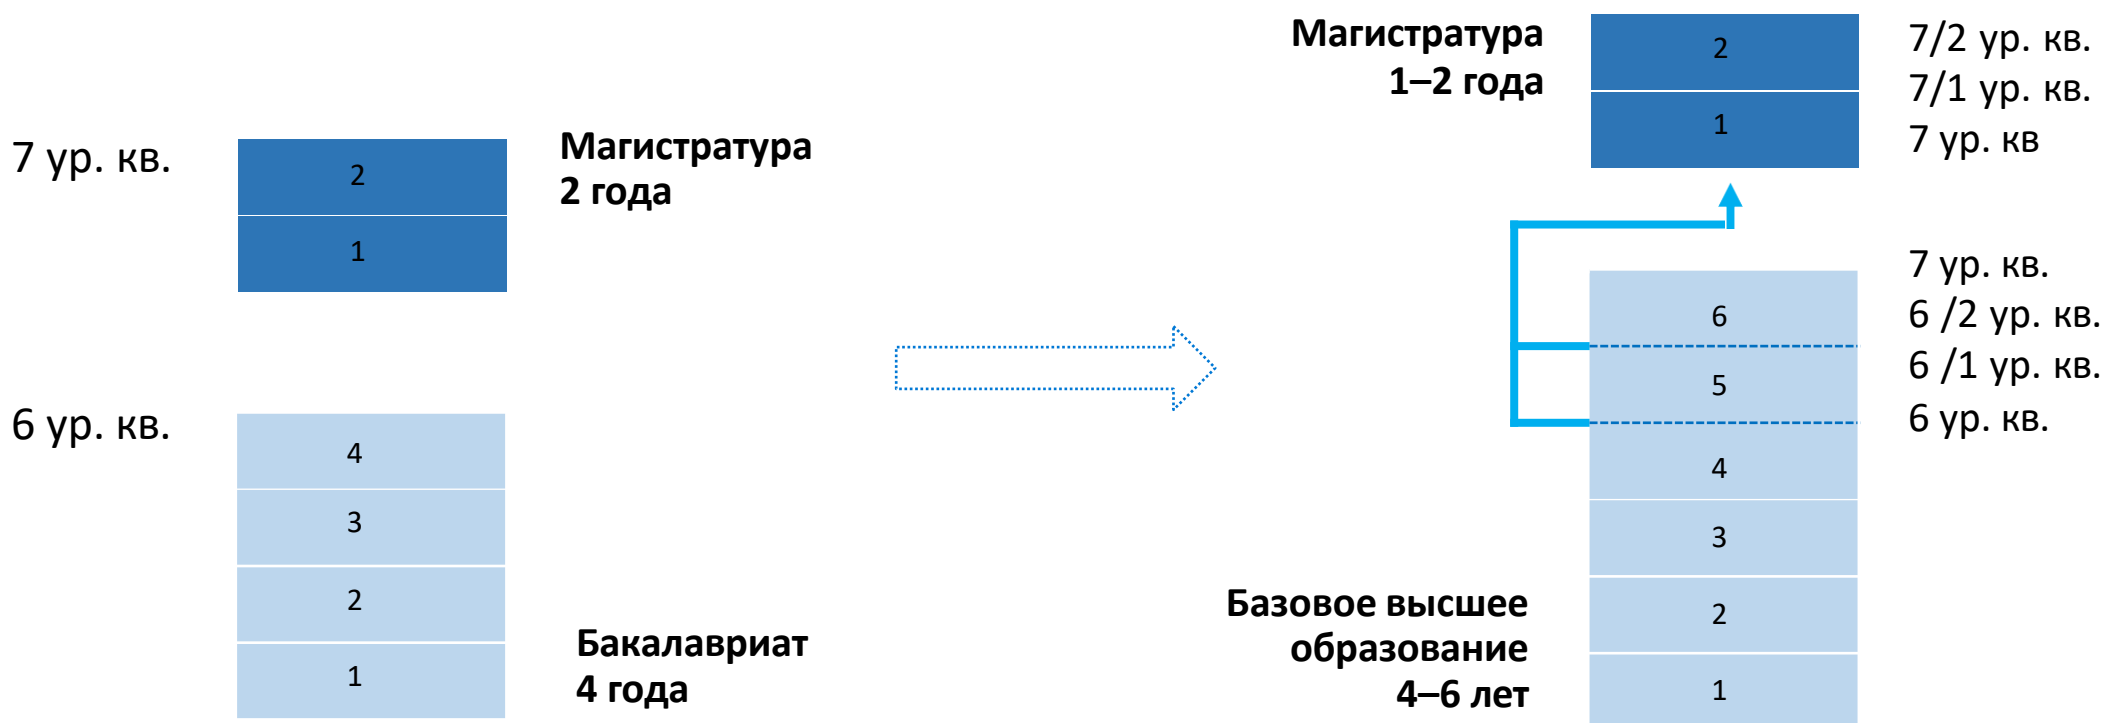 7 ур. кв.
2
1
Магистратура
2 года
6 ур. кв.
4
3
2
1
Бакалавриат
4 года
Магистратура
1–2 года
2
1
7/2 ур. кв.
7/1 ур. кв.
7 ур. кв
7 ур. кв.
6 /2 ур. кв.
6 /1 ур. кв.
6 ур. кв.
6
5
4
3
2
1
Базовое высшее
образование
4–6 лет